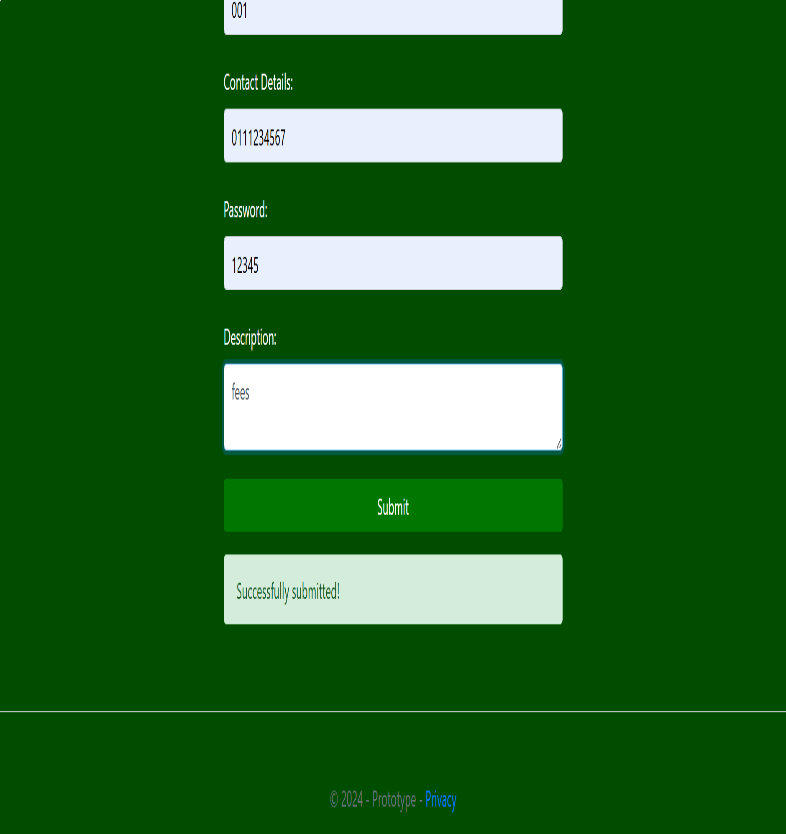 001
Contact Details:
0111234567
Password:
12345
Description:
fees
Submit
Successfully submitted!
© 2024 - Prototype - Privacy